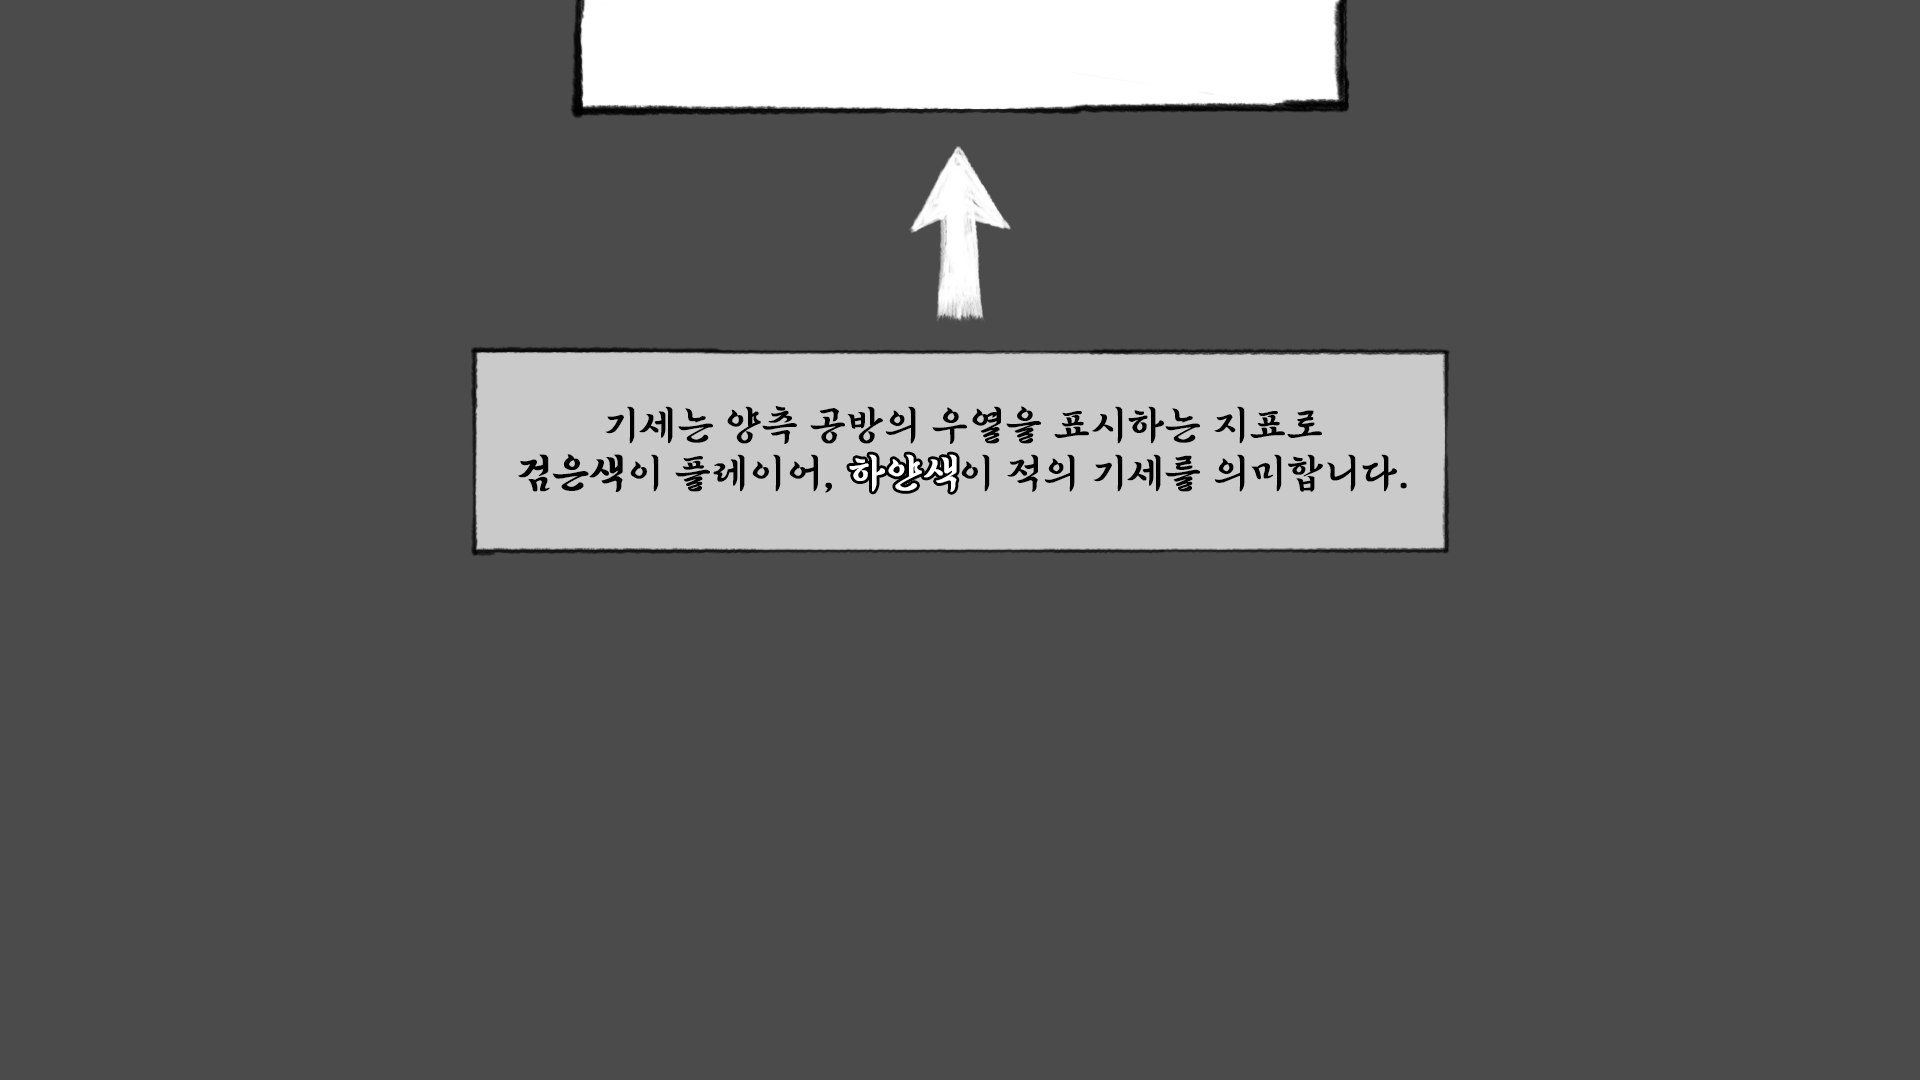 기세는 양측 공방의 우열을 표시하는 지표로
검은색이 플레이어, 하얀색이 적의 기세를 의미합니다.